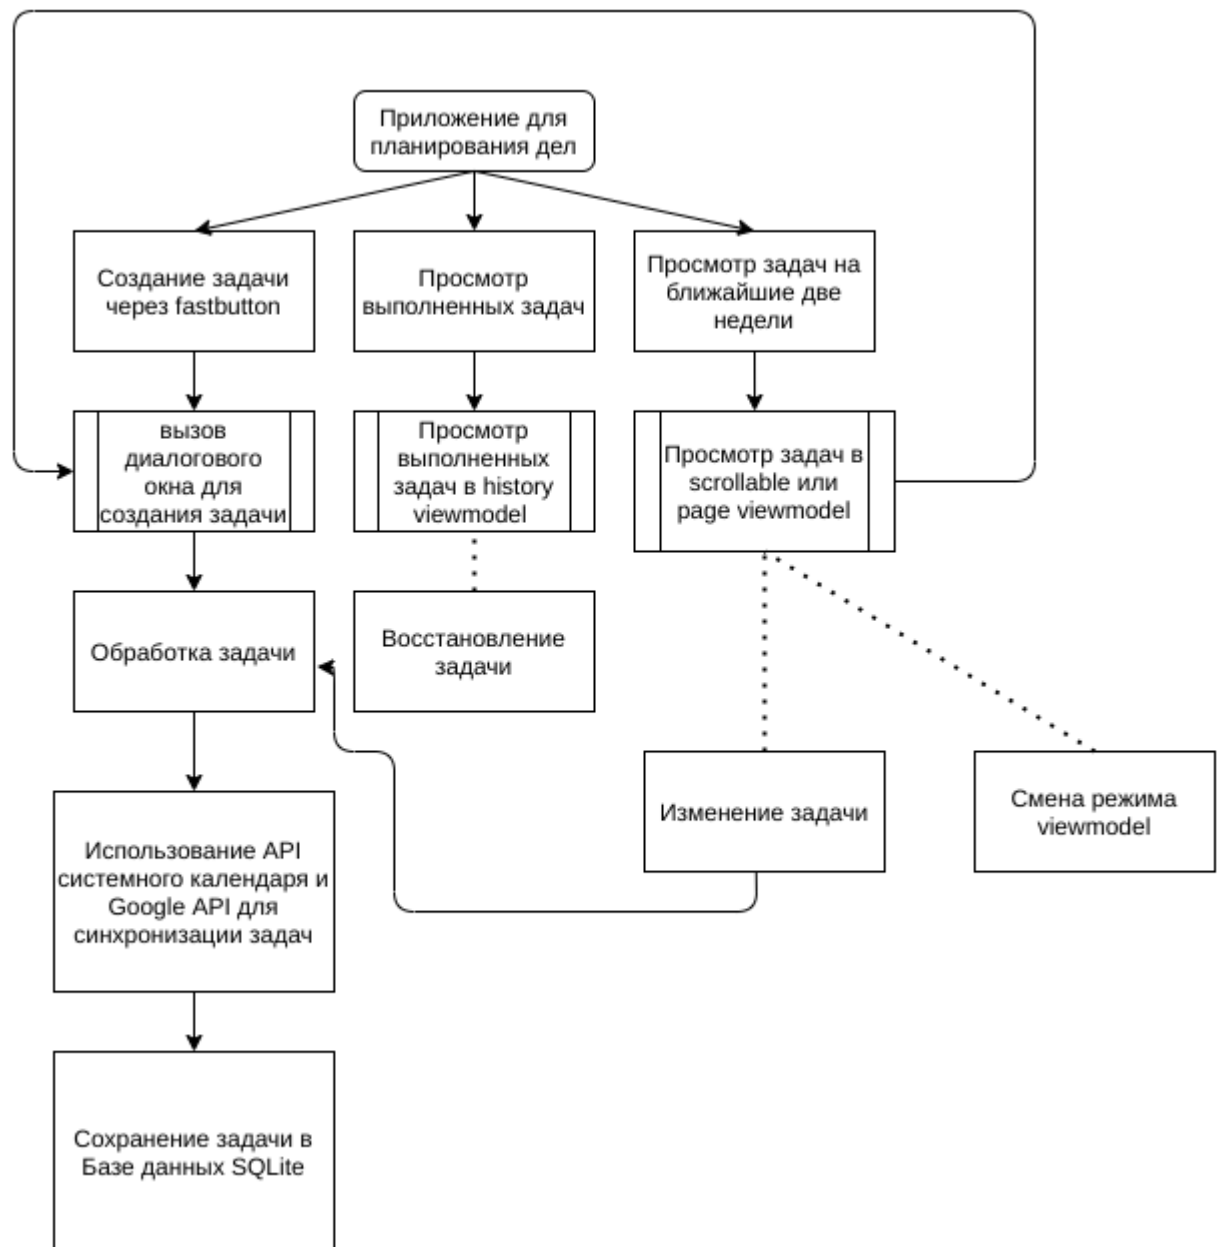 Приложение для
планирования дел
Создание задачи
через fastbutton
Просмотр
выполненных задач
Просмотр задач на
ближайшие две
недели
вызов
диалогового
окна для
создания задачи
Просмотр
выполненных
задач в history
viewmodel
Просмотр задач в
scrollable или
page viewmodel
Обработка задачи
Восстановление
задачи
Изменение задачи
Смена режима
viewmodel
Использование API
системного календаря и
Google API для
синхронизации задач
Сохранение задачи в
Базе данных SQLite